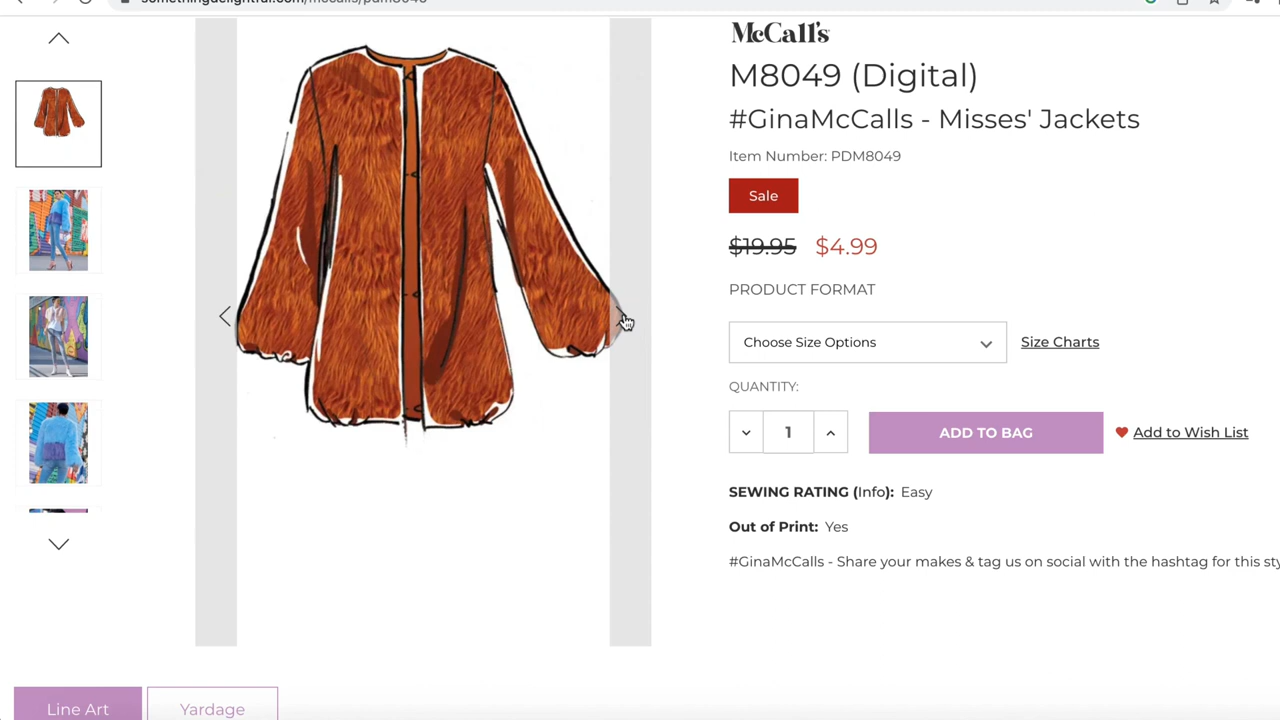 McCall's
M8049 (Digital)
#GinaMcCalls - Misses' Jackets
Item Number: PDM8049
Sale
$19.95 $4.99
PRODUCT FORMAT
Choose Size Options
Size Charts
QUANTITY:
1
ADD TO BAG
Add to Wish List
SEWING RATING (Info): Easy
Out of Print: Yes
#GinaMcCalls - Share your makes & tag us on social with the hashtag for this
Line Art
Yardage